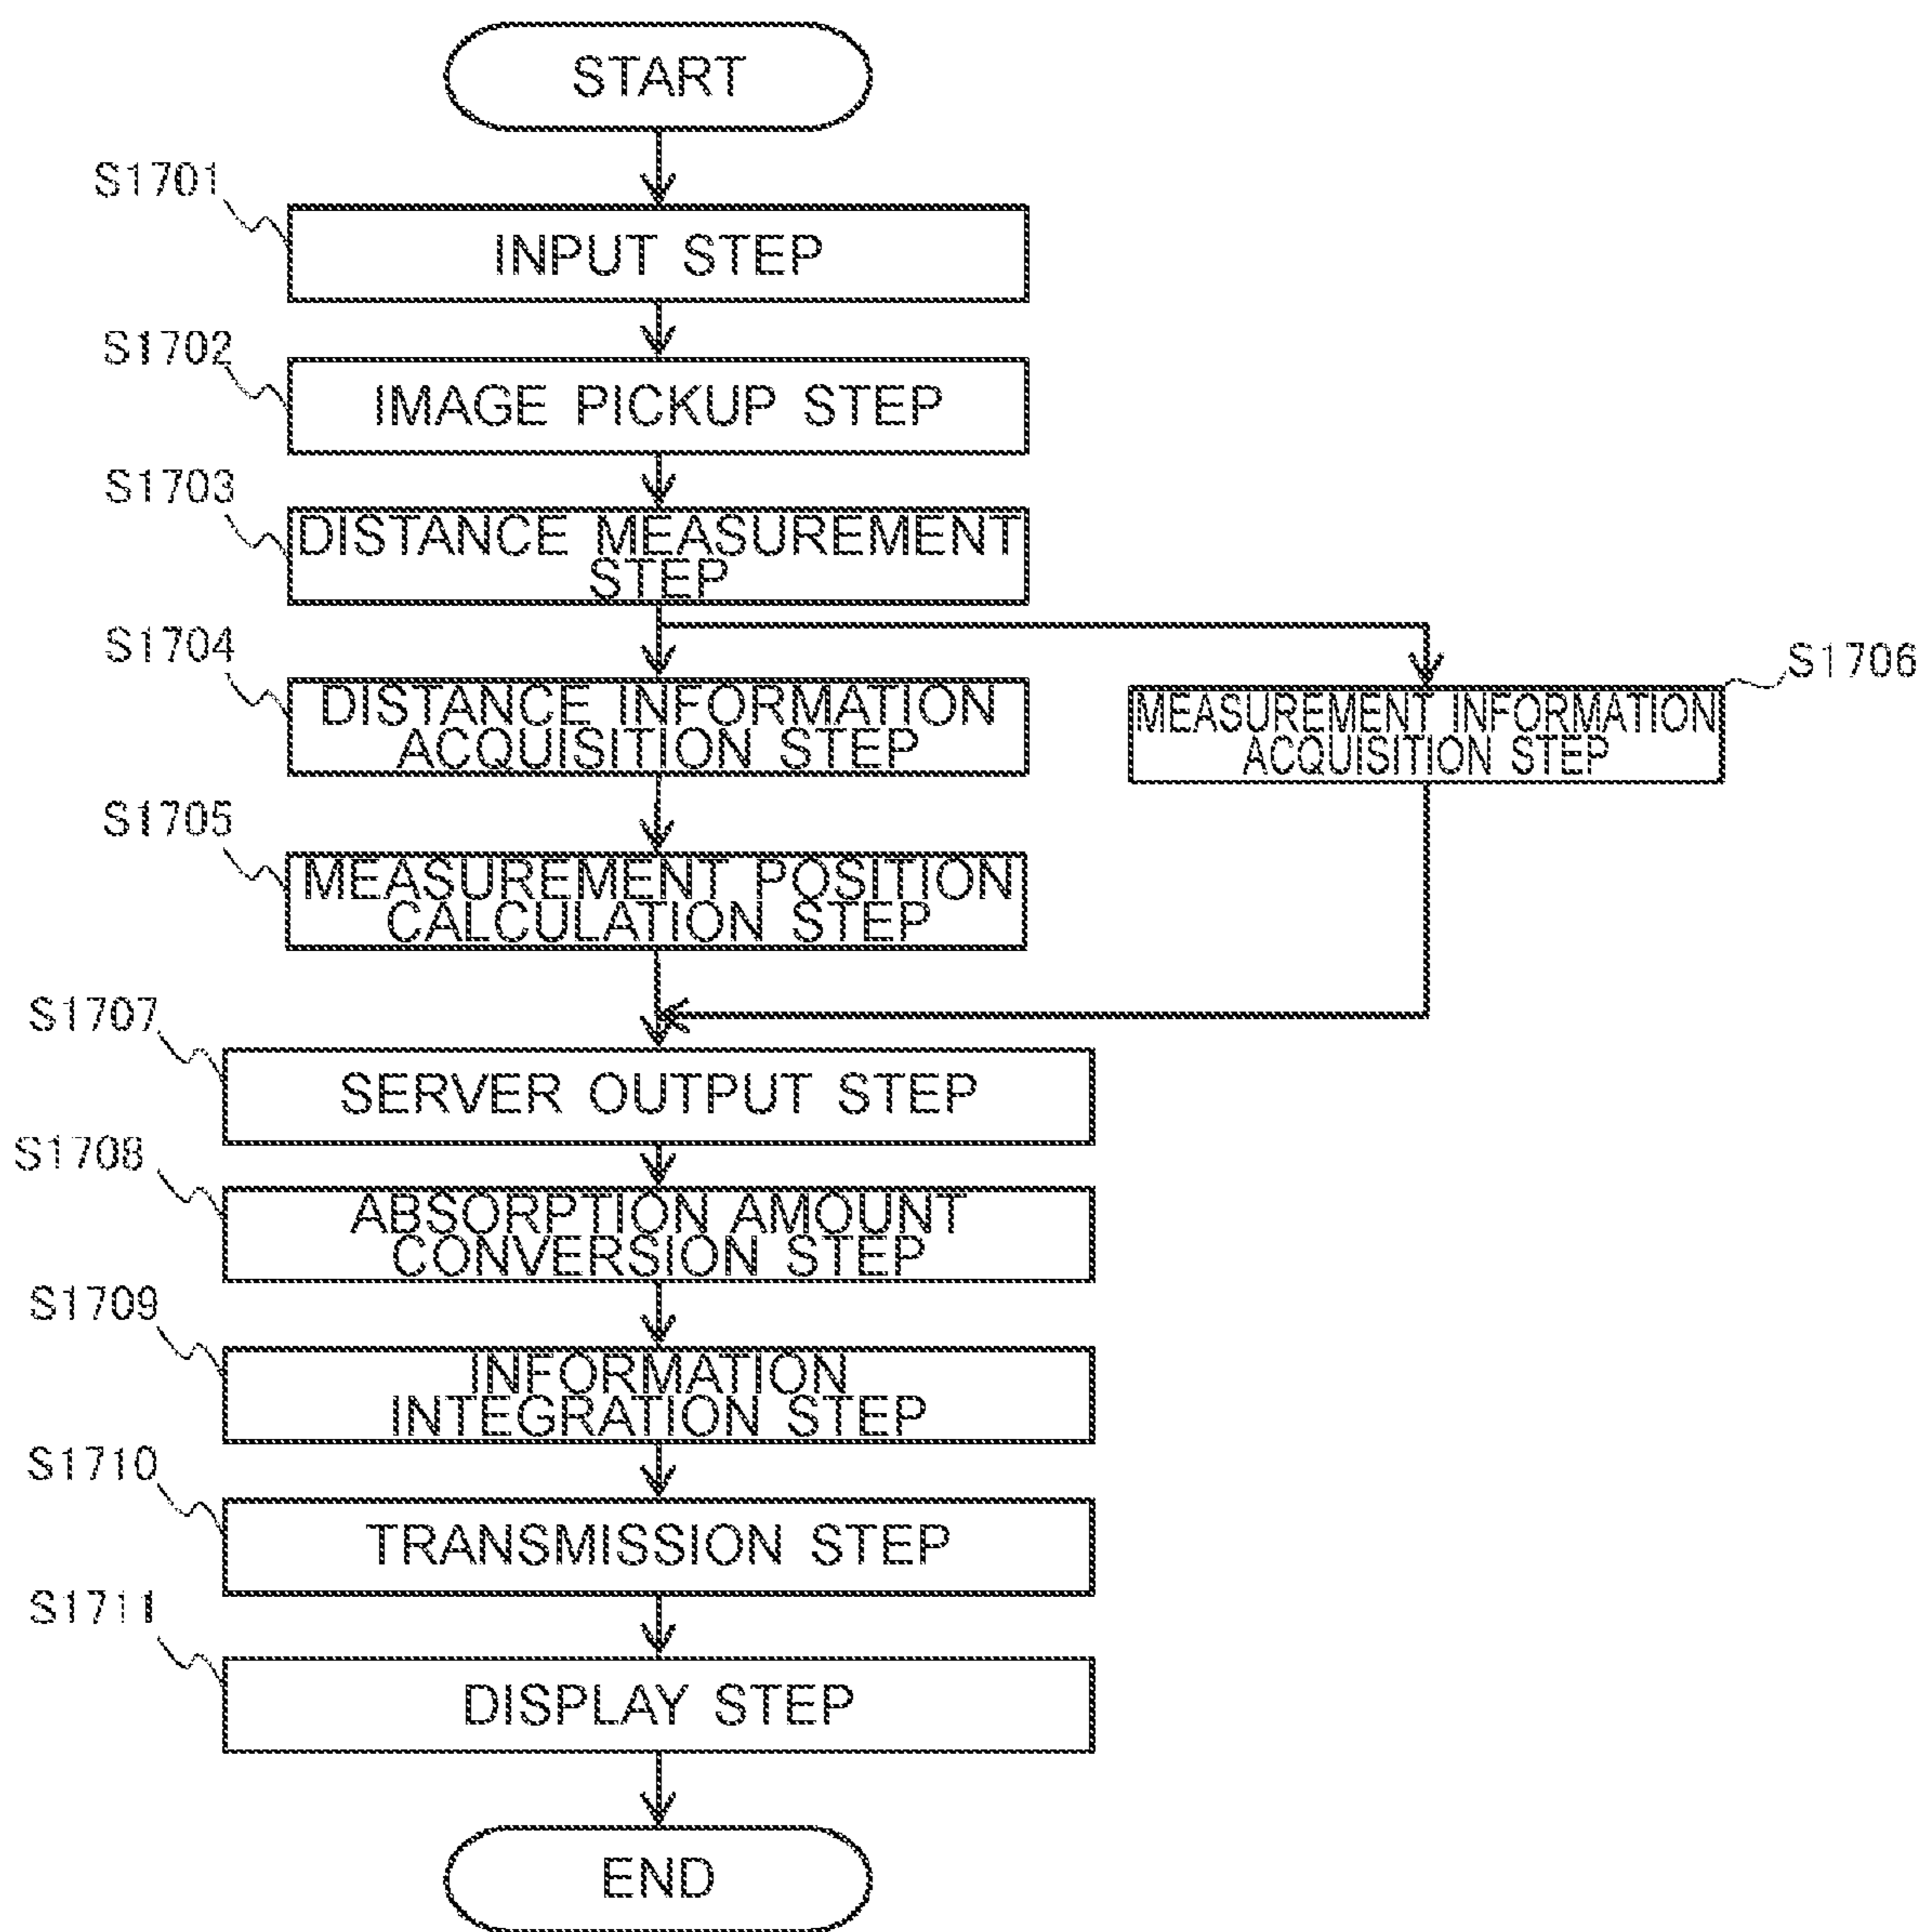 START
S1701
INPUT STEP
S1702
IMAGE PICKUP STEP
S1703
DISTANCE MEASUREMENT
STEP
S1704
DISTANCE INFORMATION
ACQUISITION STEP
S1706
MEASUREMENT INFORMATION
ACQUISITION STEP
S1705
MEASUREMENT POSITION
CALCULATION STEP
S1707
SERVER OUTPUT STEP
S1708
ABSORPTION AMOUNT
CONVERSION STEP
S1709
INFORMATION
INTEGRATION STEP
S1710
TRANSMISSION STEP
S1711
DISPLAY STEP
END